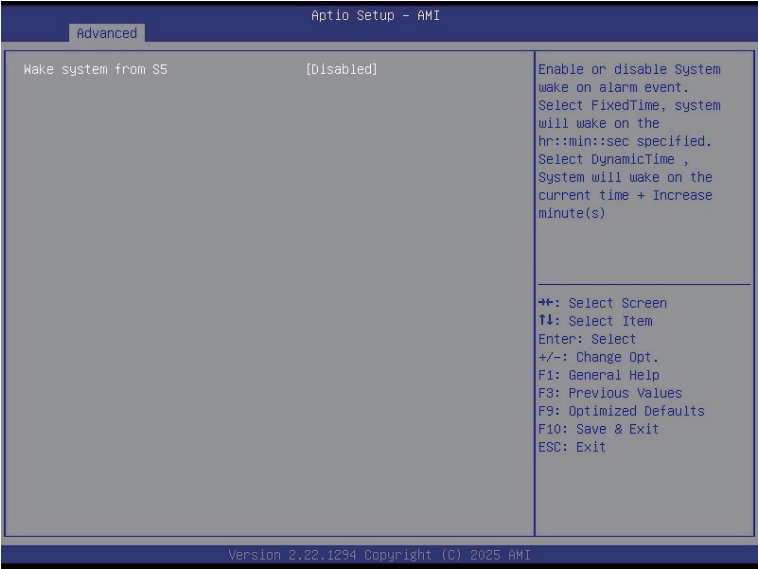 Aptio Setup – AMI
Advanced
Wake system from S5 [Disabled]
Enable or disable System
wake on alarm event.
Select FixedTime, system
will wake on the
hr::min::sec specified.
Select DynamicTime ,
System will wake on the
current time + Increase
minute(s)
→←: Select Screen
↑↓: Select Item
Enter: Select
+/-: Change Opt.
F1: General Help
F3: Previous Values
F9: Optimized Defaults
F10: Save & Exit
ESC: Exit
Version 2.22.1294 Copyright (C) 2025 AMI